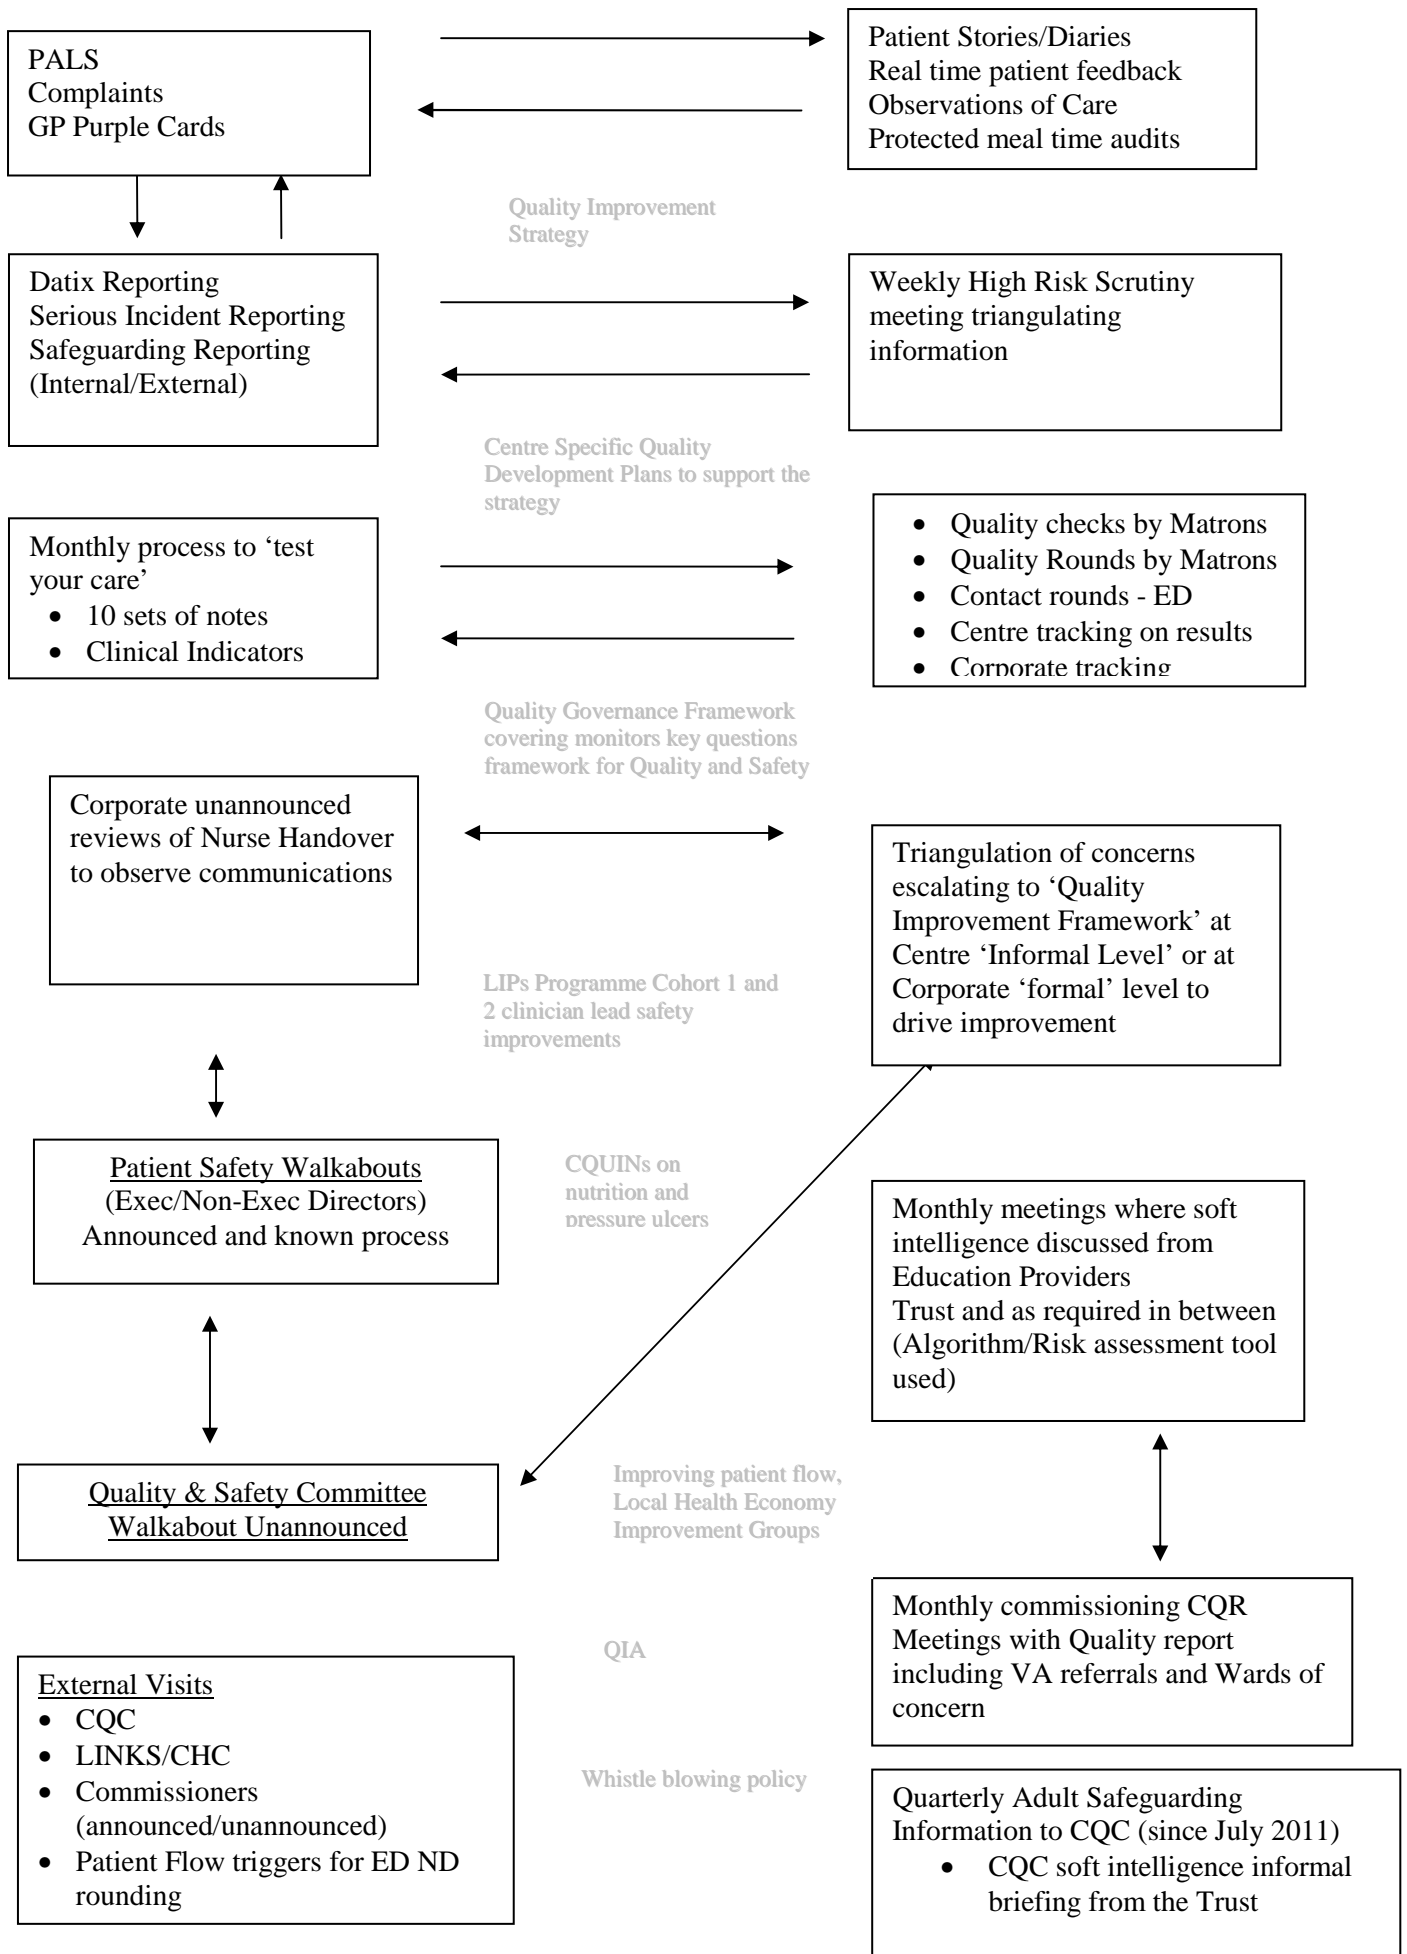 PALS
Complaints
GP Purple Cards
Patient Stories/Diaries
Real time patient feedback
Observations of Care
Protected meal time audits
Quality Improvement
Strategy
Datix Reporting
Serious Incident Reporting
Safeguarding Reporting
(Internal/External)
Weekly High Risk Scrutiny
meeting triangulating
information
Centre Specific Quality
Development Plans to support the
strategy
Monthly process to ‘test
your care’
• 10 sets of notes
• Clinical Indicators
• Quality checks by Matrons
• Quality Rounds by Matrons
• Contact rounds - ED
• Centre tracking on results
• Corporate tracking
Quality Governance Framework
covering monitors key questions
framework for Quality and Safety
Corporate unannounced
reviews of Nurse Handover
to observe communications
Triangulation of concerns
escalating to ‘Quality
Improvement Framework’ at
Centre ‘Informal Level’ or at
Corporate ‘formal’ level to
drive improvement
LIPs Programme Cohort 1 and
2 clinician lead safety
improvements
Patient Safety Walkabouts
(Exec/Non-Exec Directors)
Announced and known process
CQUINs on
nutrition and
pressure ulcers
Monthly meetings where soft
intelligence discussed from
Education Providers
Trust and as required in between
(Algorithm/Risk assessment tool
used)
Quality & Safety Committee
Walkabout Unannounced
Improving patient flow,
Local Health Economy
Improvement Groups
Monthly commissioning CQR
Meetings with Quality report
including VA referrals and Wards of
concern
QIA
External Visits
• CQC
• LINKS/CHC
• Commissioners
(announced/unannounced)
• Patient Flow triggers for ED ND
rounding
Whistle blowing policy
Quarterly Adult Safeguarding
Information to CQC (since July 2011)
• CQC soft intelligence informal
briefing from the Trust